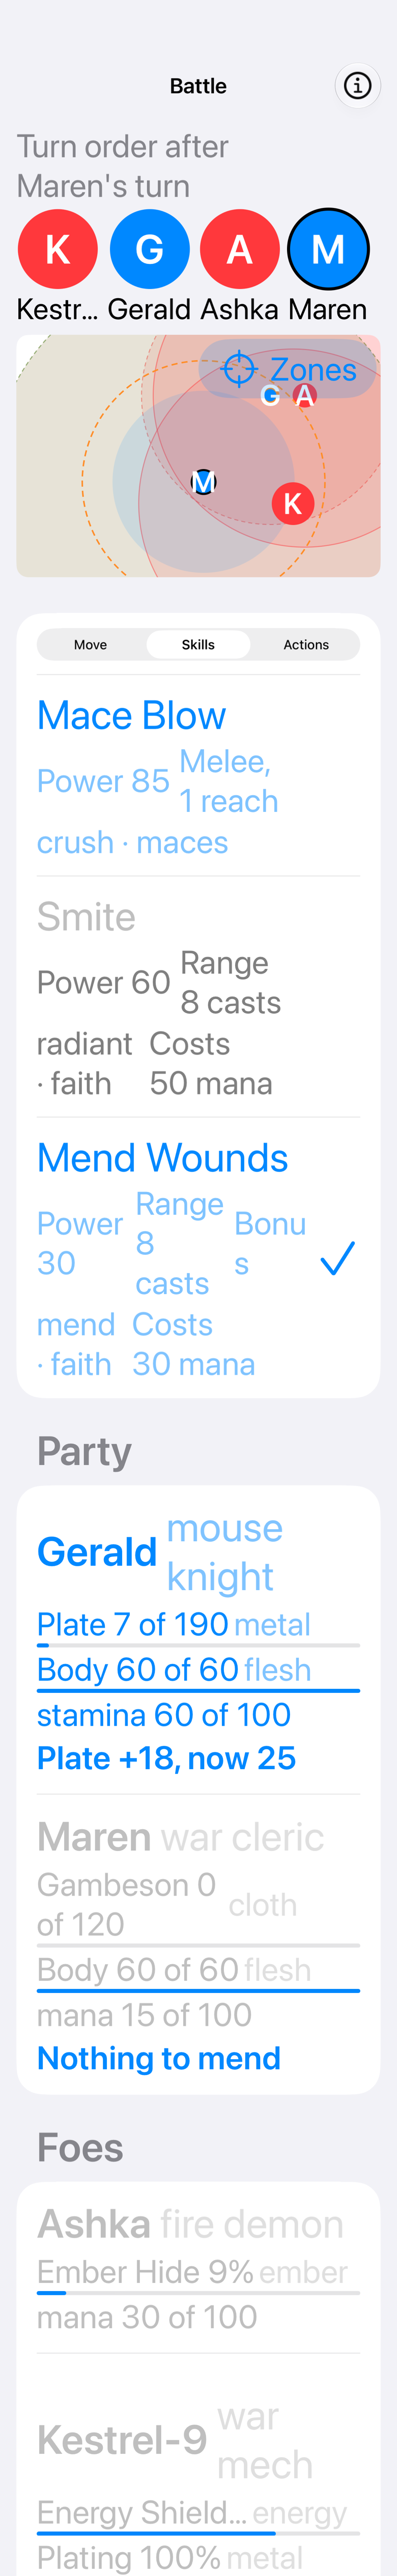 Battle
Turn order after
Maren's turn
K G A M
Kestr... Gerald Ashka Maren
Zones
G A
M
K
Move Skills Actions
Mace Blow
Power 85 Melee,
1 reach
crush · maces
Smite
Power 60 Range
8 casts
radiant Costs
· faith 50 mana
Mend Wounds
Power Range Bonu
30 8 s
casts
mend Costs
· faith 30 mana
Party
Gerald mouse
knight
Plate 7 of 190 metal
Body 60 of 60 flesh
stamina 60 of 100
Plate +18, now 25
Maren war cleric
Gambeson 0 cloth
of 120
Body 60 of 60 flesh
mana 15 of 100
Nothing to mend
Foes
Ashka fire demon
Ember Hide 9% ember
mana 30 of 100
Kestrel-9 war
mech
Energy Shield... energy
Plating 100% metal